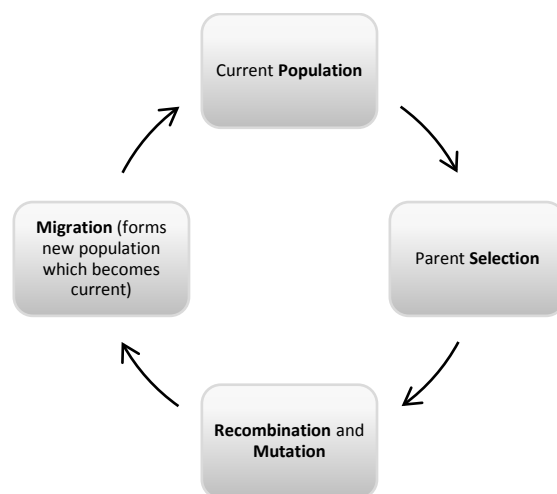 Current Population
Parent Selection
Recombination and
Mutation
Migration (forms
new population
which becomes
current)